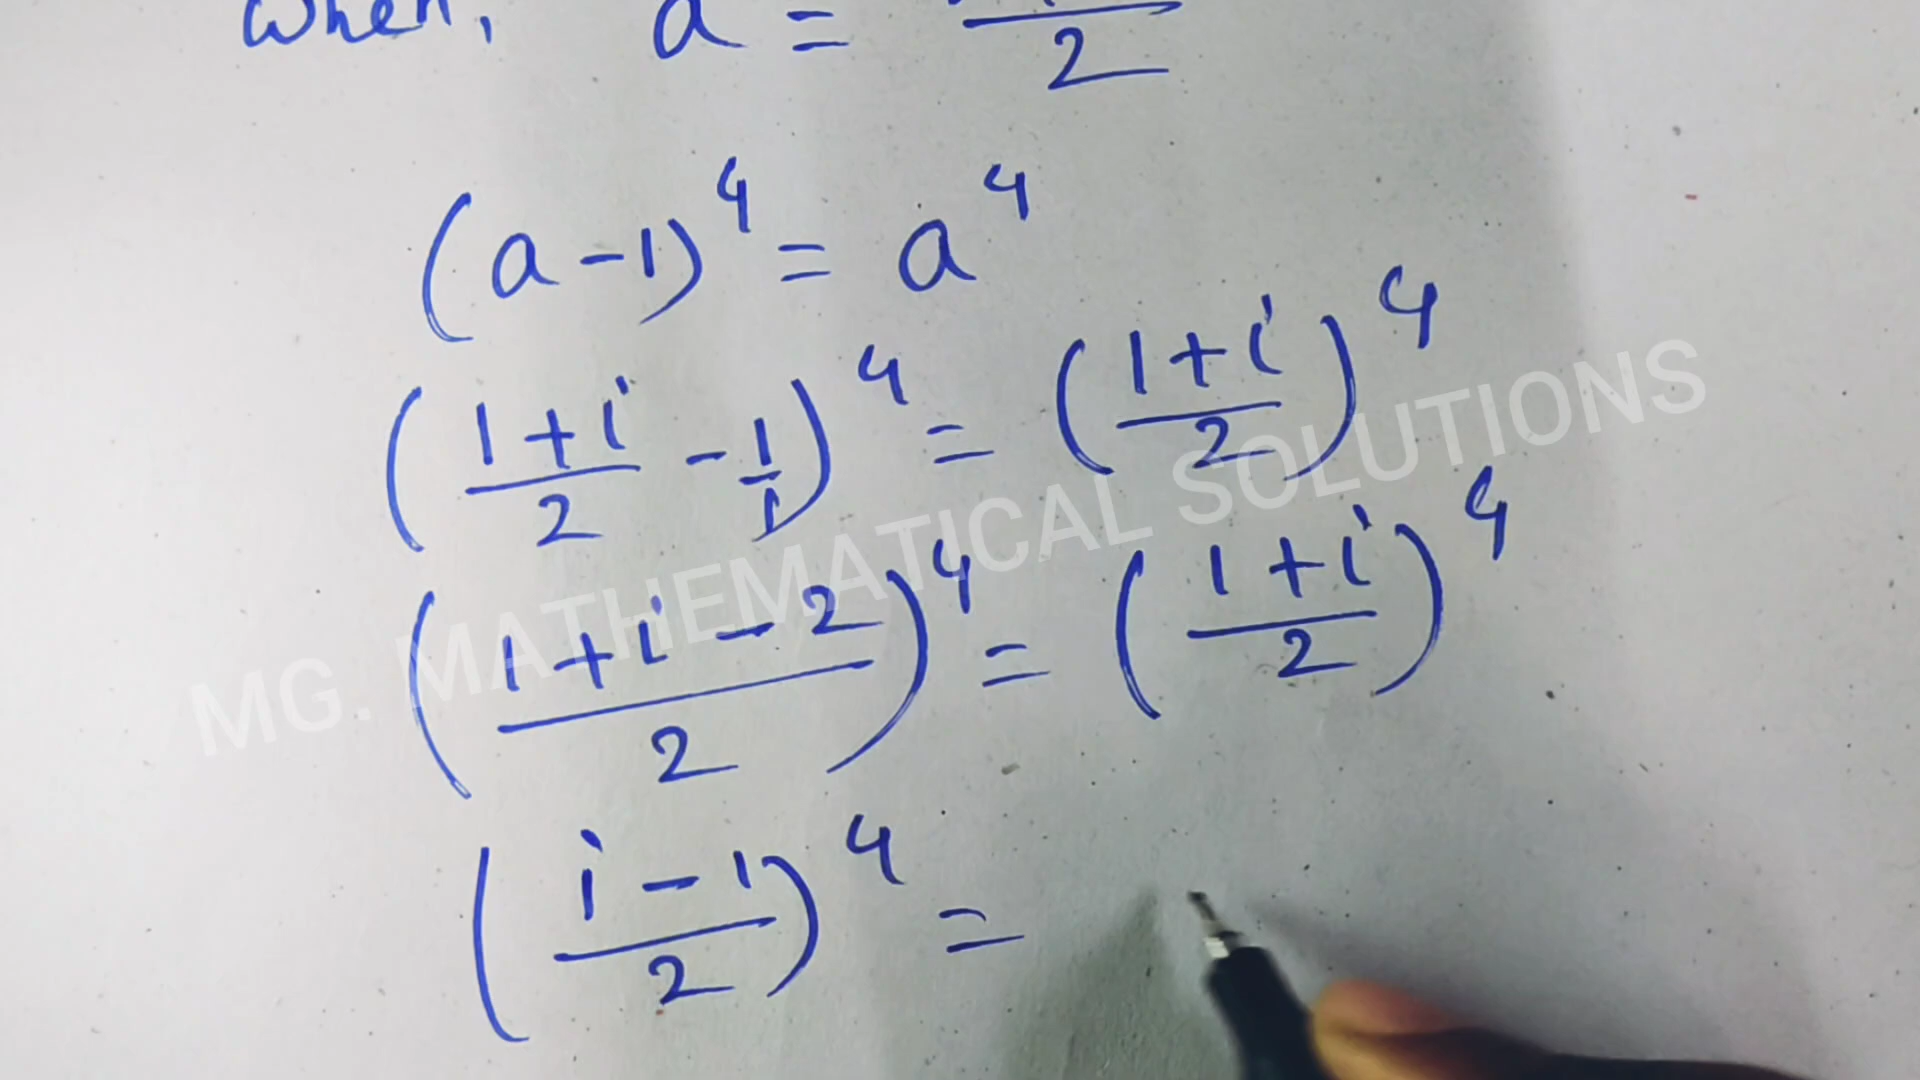 When, a = /2
(a - 1)^4 = a^4
((1+i)/2 - 1/1)^4 = ((1+i)/2)^4
((1+i-2)/2)^4 = ((1+i)/2)^4
((i-1)/2)^4 =
MG. MATHEMATICAL SOLUTIONS